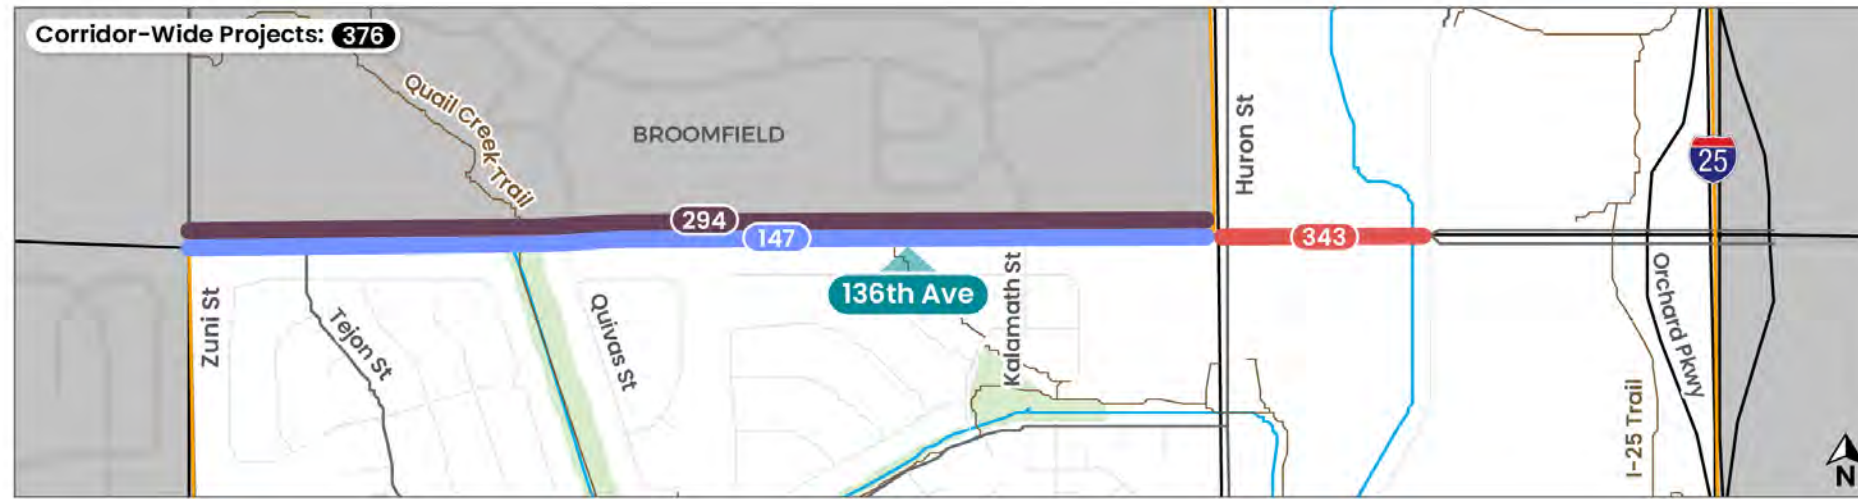 Corridor-Wide Projects: 376
Quail Creek Trail
BROOMFIELD
Huron St
25
294
147
343
136th Ave
Zuni St
Tejon St
Quivas St
Kalamath St
Orchard Pkwy
I-25 Trail
N